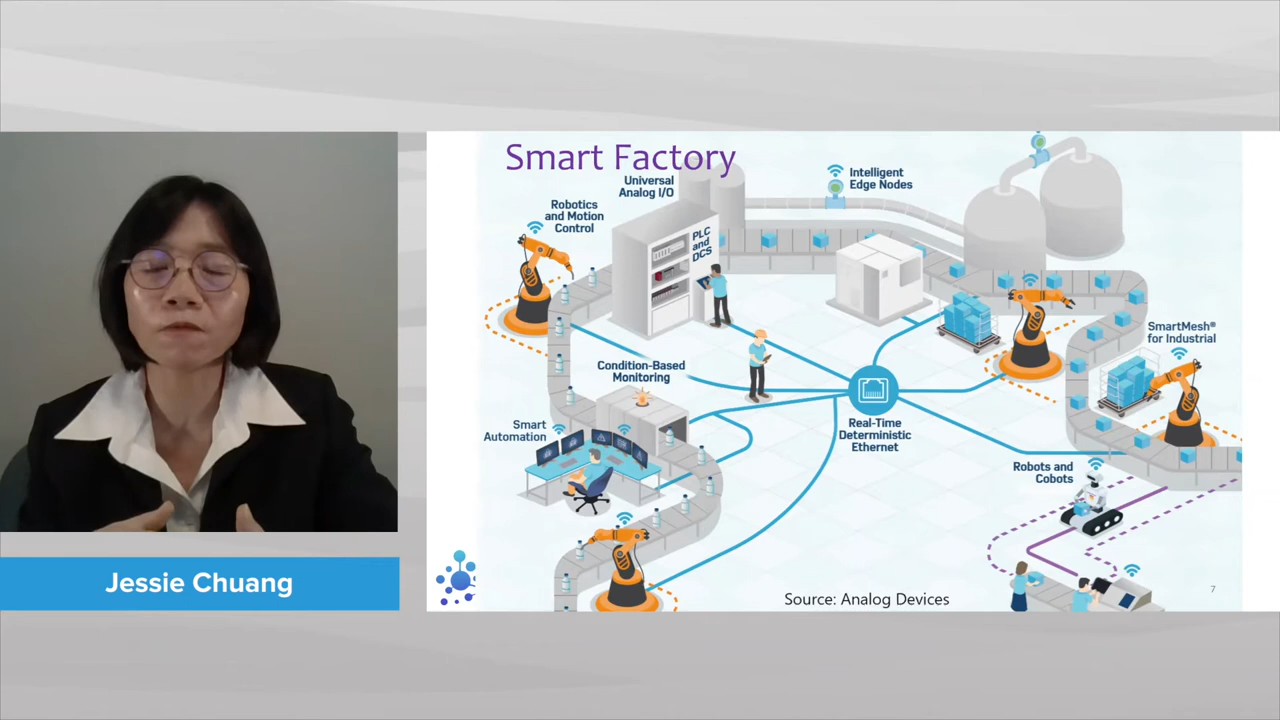 Smart Factory
Universal
Analog I/O
Intelligent
Edge Nodes
Robotics
and Motion
Control
PLC
and
DCS
SmartMesh®
for Industrial
Condition-Based
Monitoring
Smart
Automation
Real-Time
Deterministic
Ethernet
Robots and
Cobots
Jessie Chuang
Source: Analog Devices
7